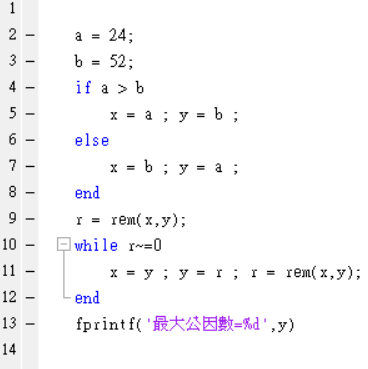 1
2 – a = 24;
3 – b = 52;
4 – if a > b
5 – x = a ; y = b ;
6 – else
7 – x = b ; y = a ;
8 – end
9 – r = rem(x,y);
10 – while r~=0
11 – x = y ; y = r ; r = rem(x,y);
12 – end
13 – fprintf('最大公因數=%d',y)
14